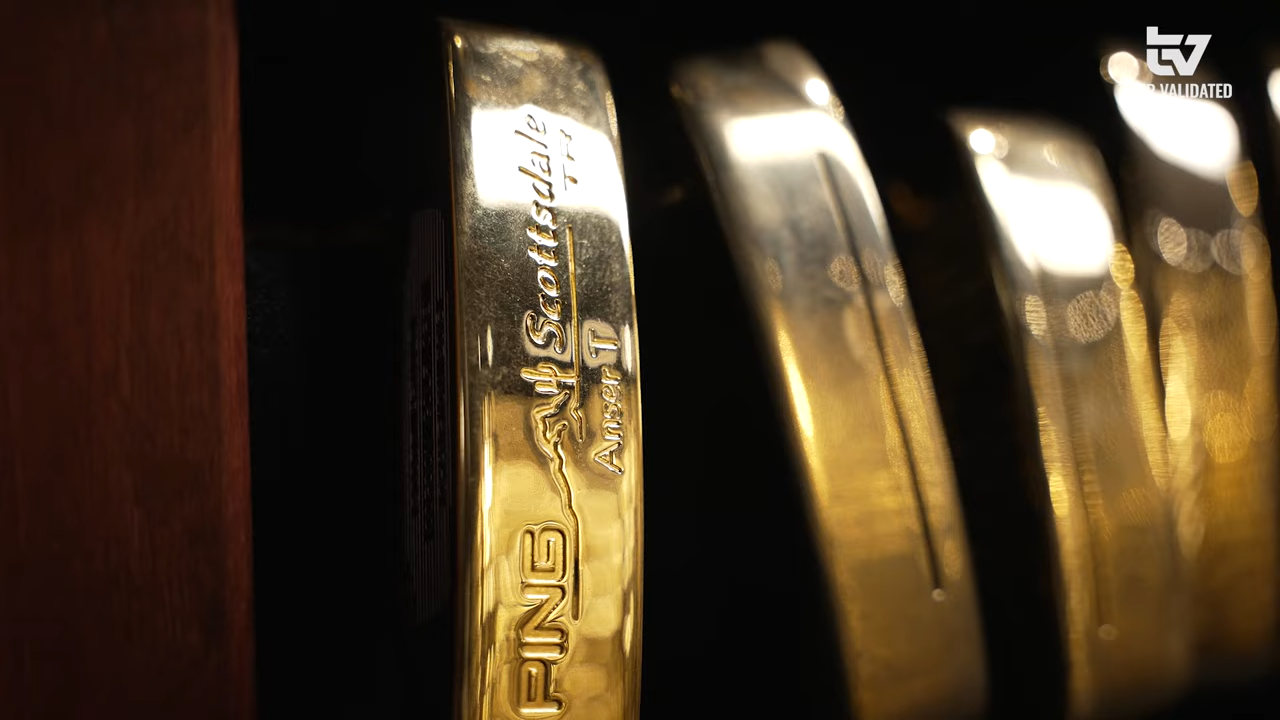 PING
Scottsdale
TR
Anser T
tv
VALIDATED